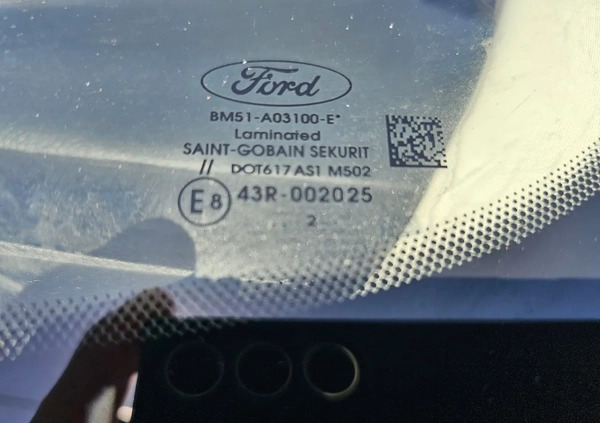 Ford
BM51-A03100-E*
Laminated
SAINT-GOBAIN SEKURIT
// DOT617 AS1 M502
E8 43R-002025
2